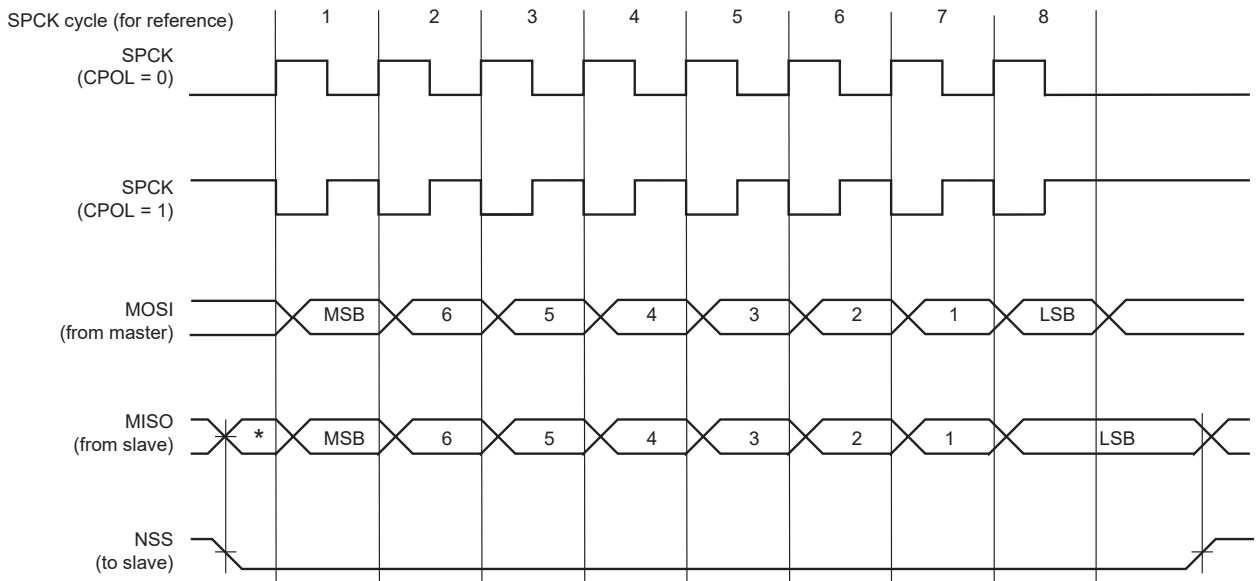 SPCK cycle (for reference) 1 2 3 4 5 6 7 8
SPCK
(CPOL = 0)
SPCK
(CPOL = 1)
MOSI
(from master)
MSB 6 5 4 3 2 1 LSB
MISO
(from slave)
* MSB 6 5 4 3 2 1 LSB
NSS
(to slave)